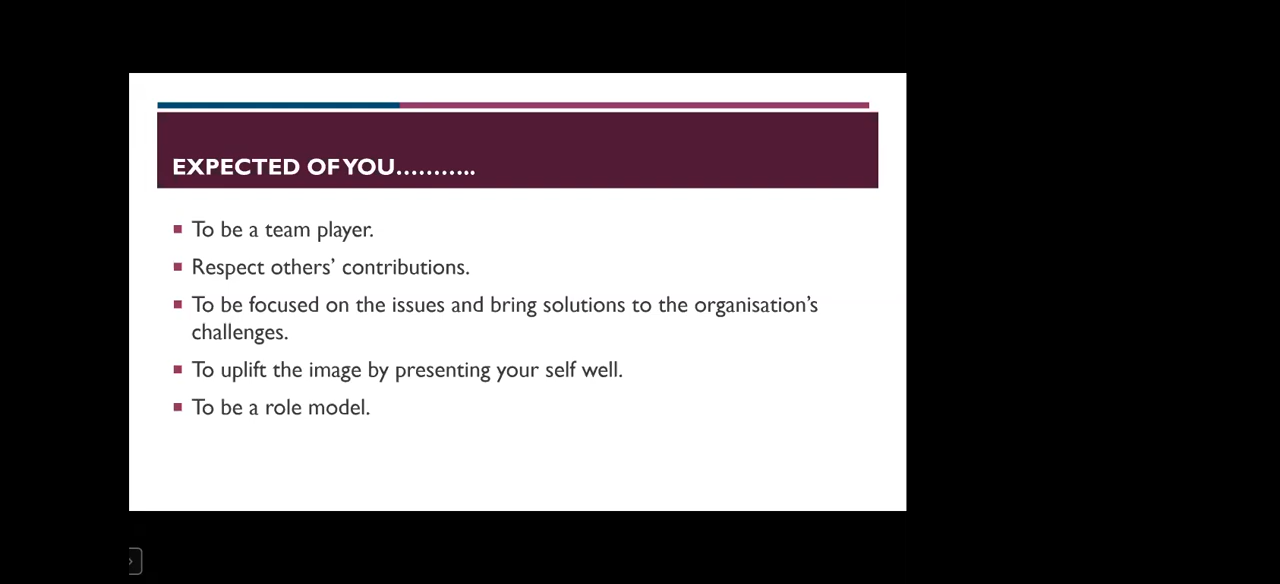 EXPECTED OF YOU………..
To be a team player.
Respect others’ contributions.
To be focused on the issues and bring solutions to the organisation’s
challenges.
To uplift the image by presenting your self well.
To be a role model.